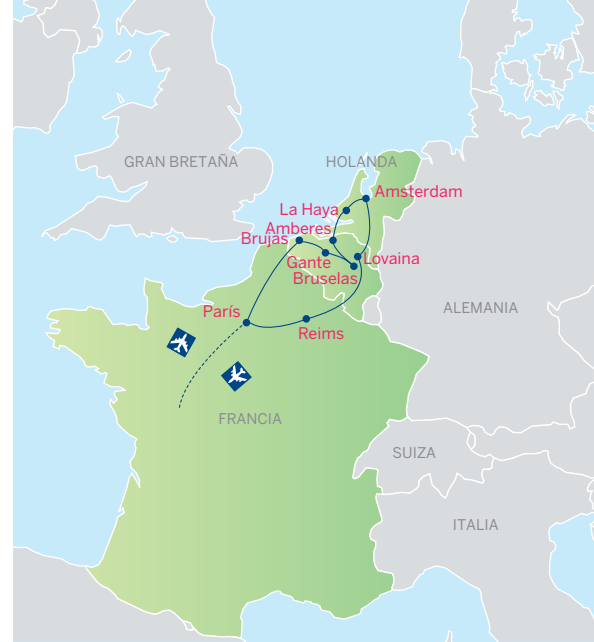 GRAN BRETAÑA
HOLANDA
Amsterdam
La Haya
Amberes
Brujas
Gante
Lovaina
Bruselas
París
Reims
ALEMANIA
FRANCIA
SUIZA
ITALIA